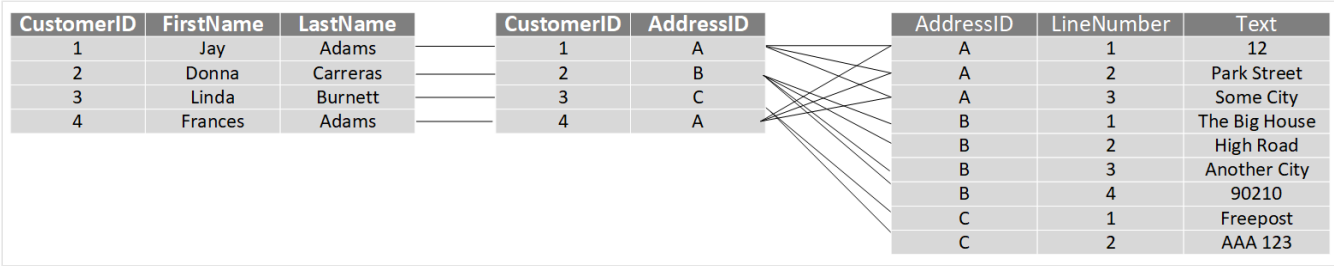 CustomerID FirstName LastName CustomerID AddressID AddressID LineNumber Text
1 Jay Adams 1 A A 1 12
2 Donna Carreras 2 B A 2 Park Street
3 Linda Burnett 3 C A 3 Some City
4 Frances Adams 4 A B 1 The Big House
B 2 High Road
B 3 Another City
B 4 90210
C 1 Freepost
C 2 AAA 123